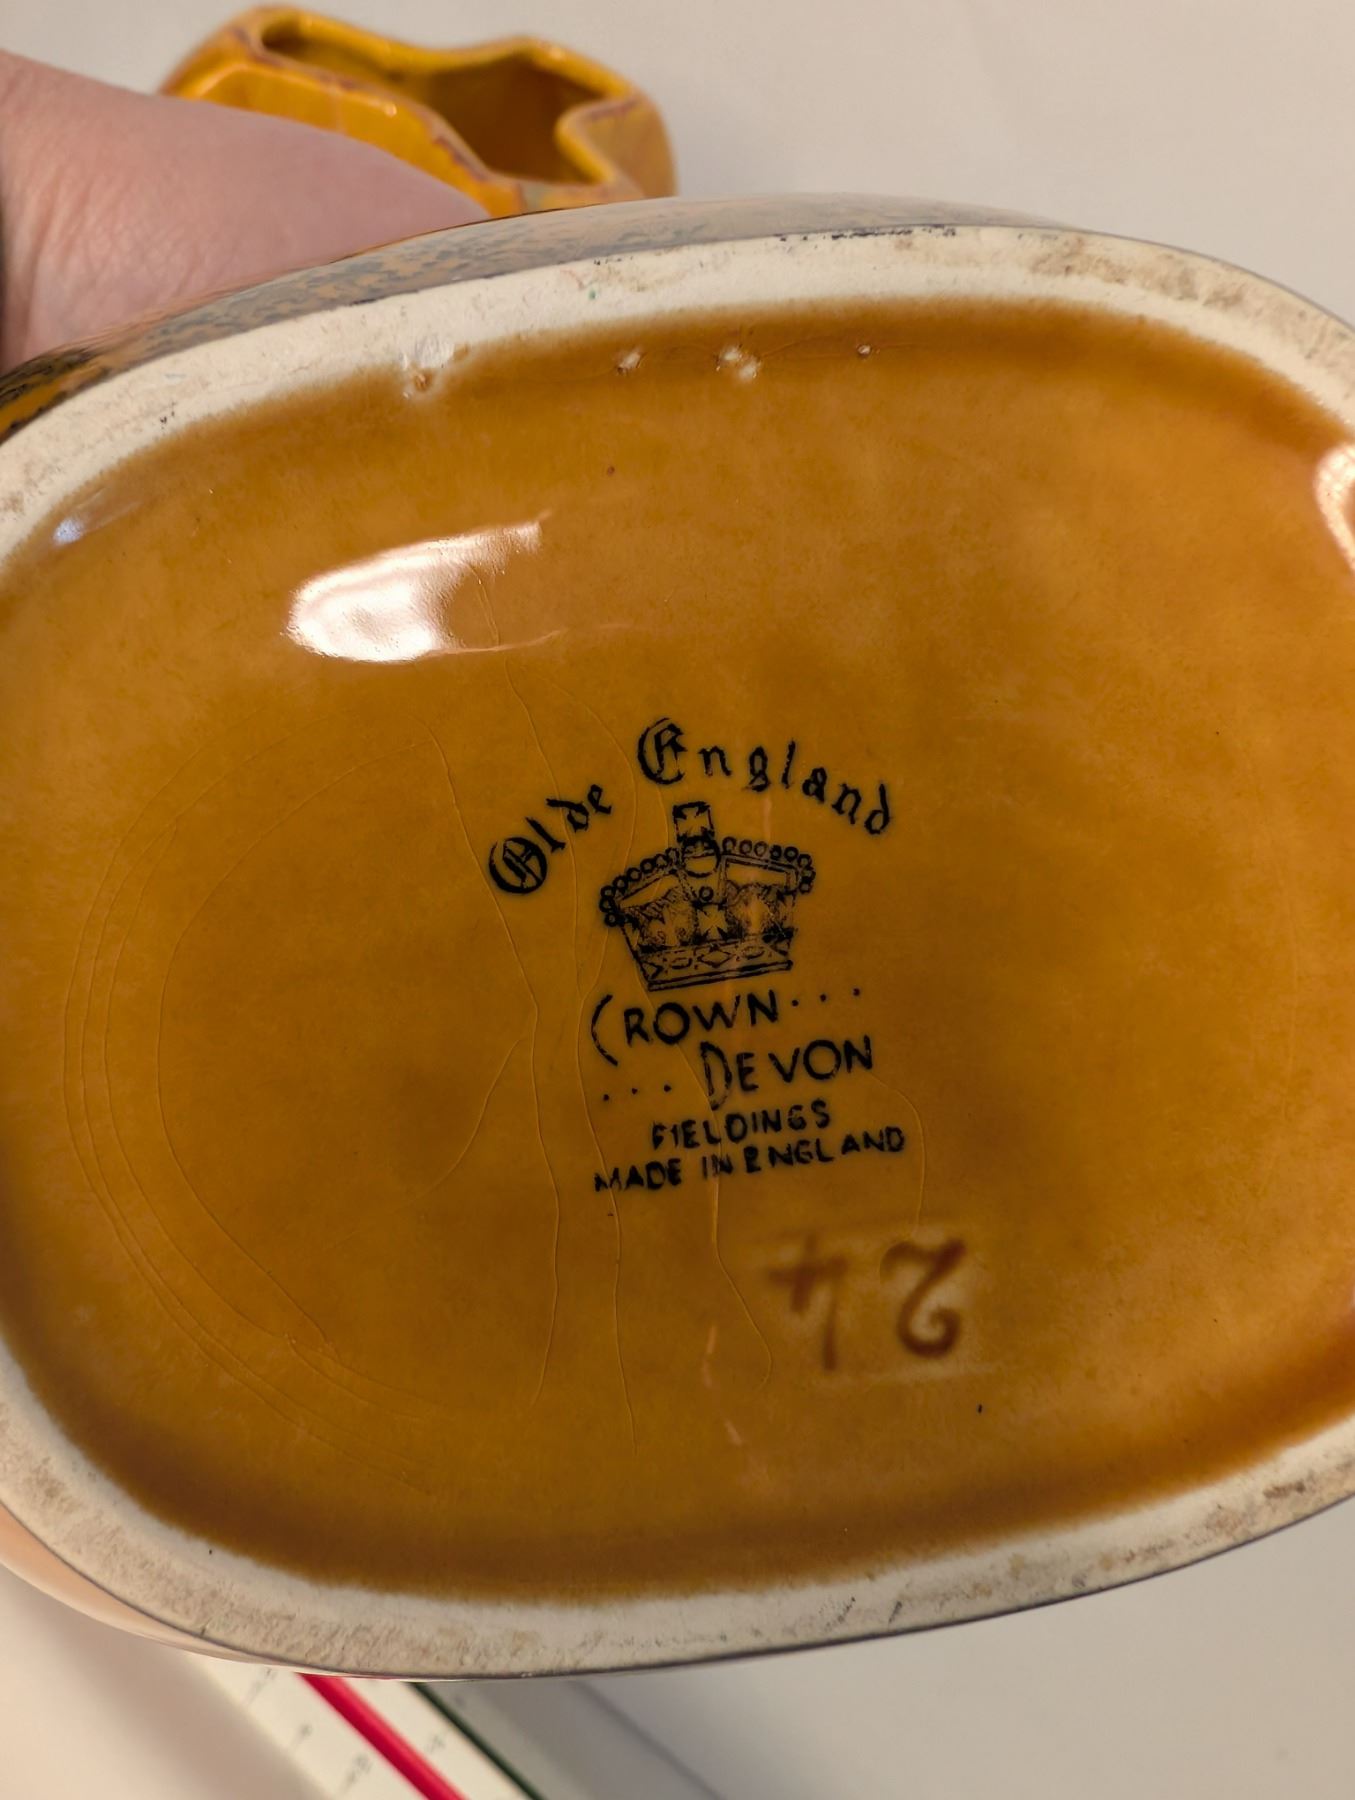 Olde England
CROWN...
...DEVON
FIELDINGS
MADE IN ENGLAND
24